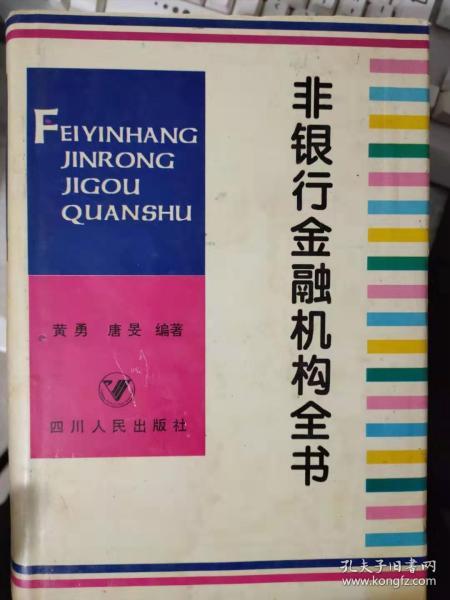 FEIYINHANG
JINRONG
JIGOU
QUANSHU
非银行金融机构全书
黄勇 唐旻 编著
四川人民出版社
孔夫子旧书网
www.kongfz.com